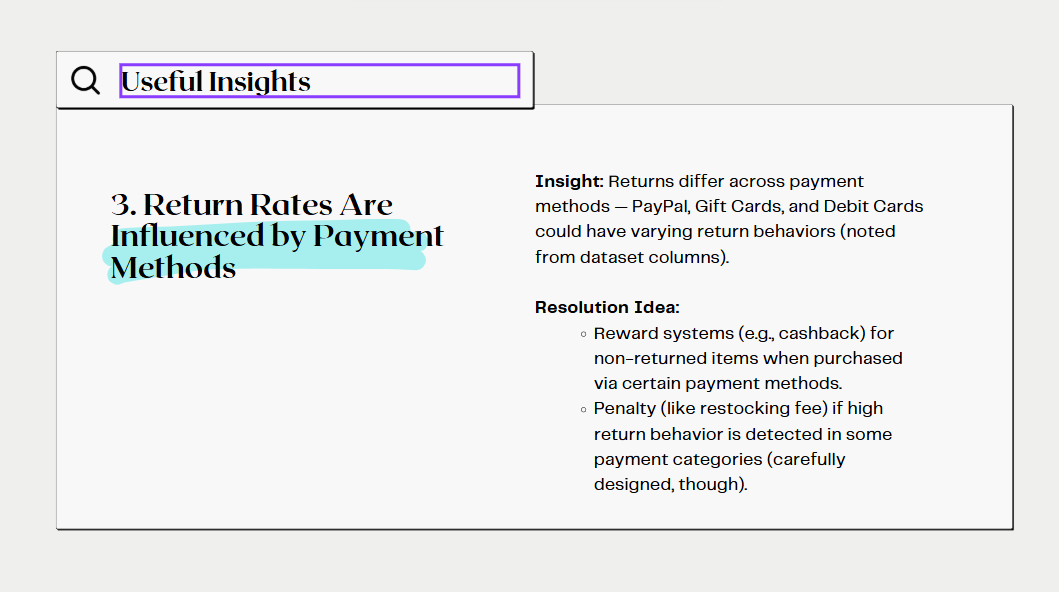 Useful Insights
3. Return Rates Are
Influenced by Payment
Methods
Insight: Returns differ across payment
methods — PayPal, Gift Cards, and Debit Cards
could have varying return behaviors (noted
from dataset columns).
Resolution Idea:
◦ Reward systems (e.g., cashback) for
non-returned items when purchased
via certain payment methods.
◦ Penalty (like restocking fee) if high
return behavior is detected in some
payment categories (carefully
designed, though).